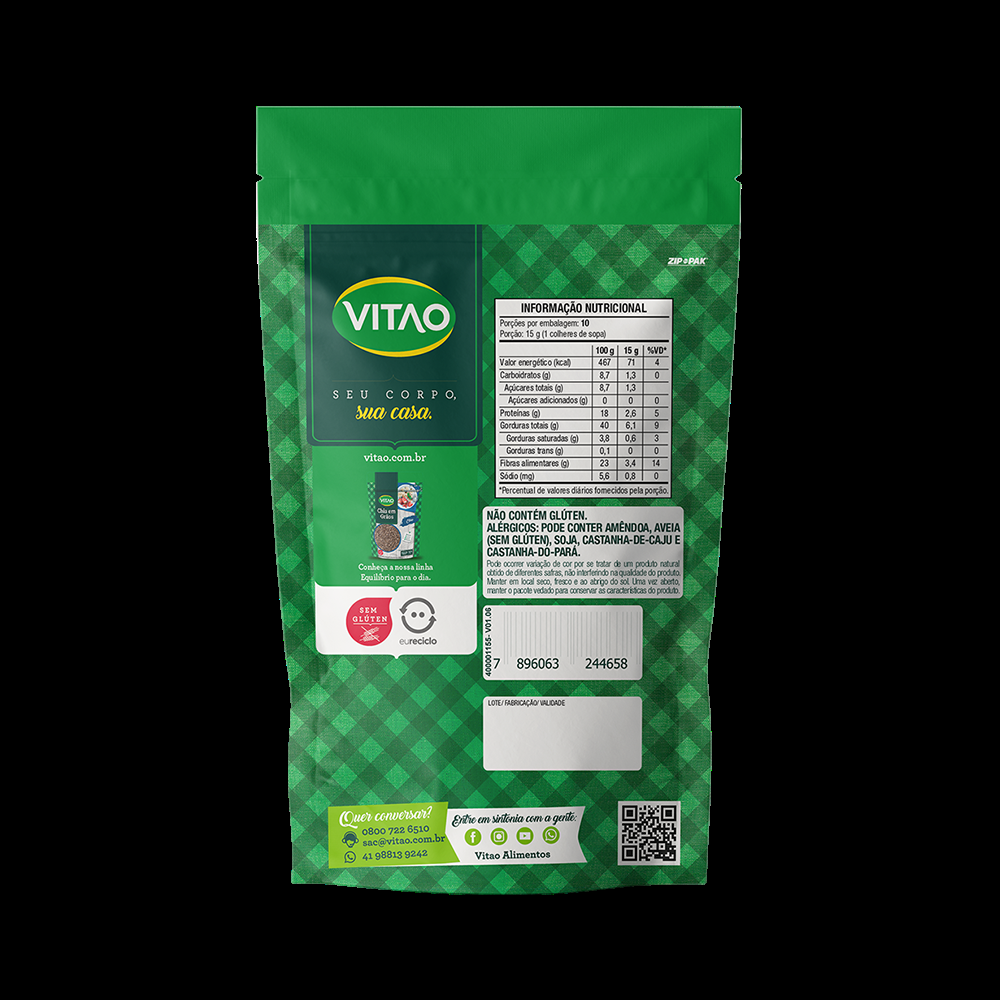 ZIP-PAK
VITAO
SEU CORPO,
sua casa.
vitao.com.br
VITAO
Chia em
Grãos
Conheça a nossa linha
Equilíbrio para o dia.
SEM
GLÚTEN
eureciclo
INFORMAÇÃO NUTRICIONAL
Porções por embalagem: 10
Porção: 15 g (1 colheres de sopa)
100 g 15 g %VD*
Valor energético (kcal) 467 71 4
Carboidratos (g) 8,7 1,3 0
Açúcares totais (g) 8,7 1,3
Açúcares adicionados (g) 0 0 0
Proteínas (g) 18 2,6 5
Gorduras totais (g) 40 6,1 9
Gorduras saturadas (g) 3,8 0,6 3
Gorduras trans (g) 0,1 0 0
Fibras alimentares (g) 23 3,4 14
Sódio (mg) 5,6 0,8 0
*Percentual de valores diários fornecidos pela porção.
NÃO CONTÉM GLÚTEN.
ALÉRGICOS: PODE CONTER AMÊNDOA, AVEIA
(SEM GLÚTEN), SOJA, CASTANHA-DE-CAJU E
CASTANHA-DO-PARÁ.
Pode ocorrer variação de cor por se tratar de um produto natural
obtido de diferentes safras, não interferindo na qualidade do produto.
Manter em local seco, fresco e ao abrigo do sol. Uma vez aberto,
manter o pacote vedado para conservar as características do produto.
400001155- V01.06
7 896063 244658
LOTE/ FABRICAÇÃO/ VALIDADE
Quer conversar?
0800 722 6510
sac@vitao.com.br
41 98813 9242
Entre em sintonia com a gente:
Vitao Alimentos